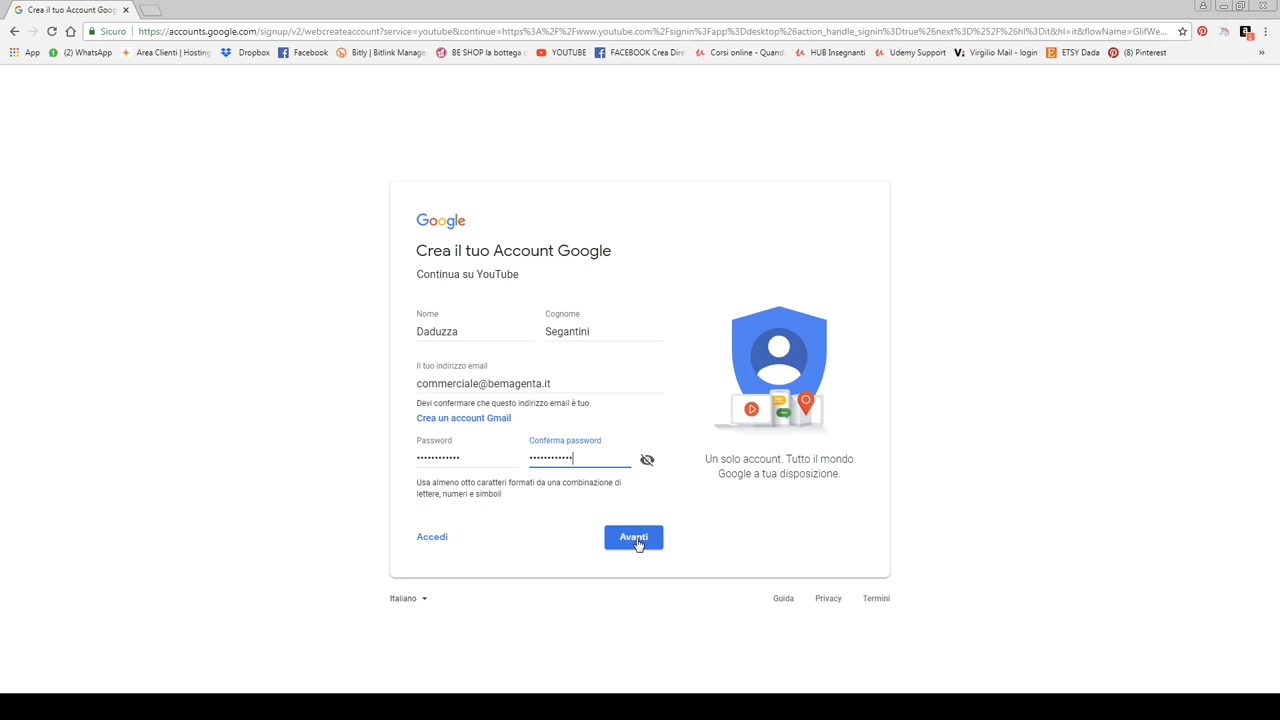 Crea il tuo Account Goog
Sicuro
https://accounts.google.com/signup/v2/webcreateaccount?service=youtube&continue=https%3A%2F%2Fwww.youtube.com%2Fsignin%3Fapp%3Ddesktop%26action_handle_signin%3Dtrue%26next%3D%252F%26hl%3Dit&hl=it&flowName=GlifWe...
App
(2) WhatsApp
Area Clienti | Hosting
Dropbox
Facebook
Bitly | Bitlink Manage
BE SHOP la bottega
YOUTUBE
FACEBOOK Crea Dire
Corsi online - Quand
HUB Insegnanti
Udemy Support
Virgilio Mail - login
ETSY Dada
(8) Pinterest
»
Google
Crea il tuo Account Google
Continua su YouTube
Nome
Cognome
Daduzza
Segantini
Il tuo indirizzo email
commerciale@bemagenta.it
Devi confermare che questo indirizzo email è tuo.
Crea un account Gmail
Password
Conferma password
••••••••••••
••••••••••••
Usa almeno otto caratteri formati da una combinazione di
lettere, numeri e simboli
Accedi
Avanti
Un solo account. Tutto il mondo
Google a tua disposizione.
Italiano
Guida
Privacy
Termini